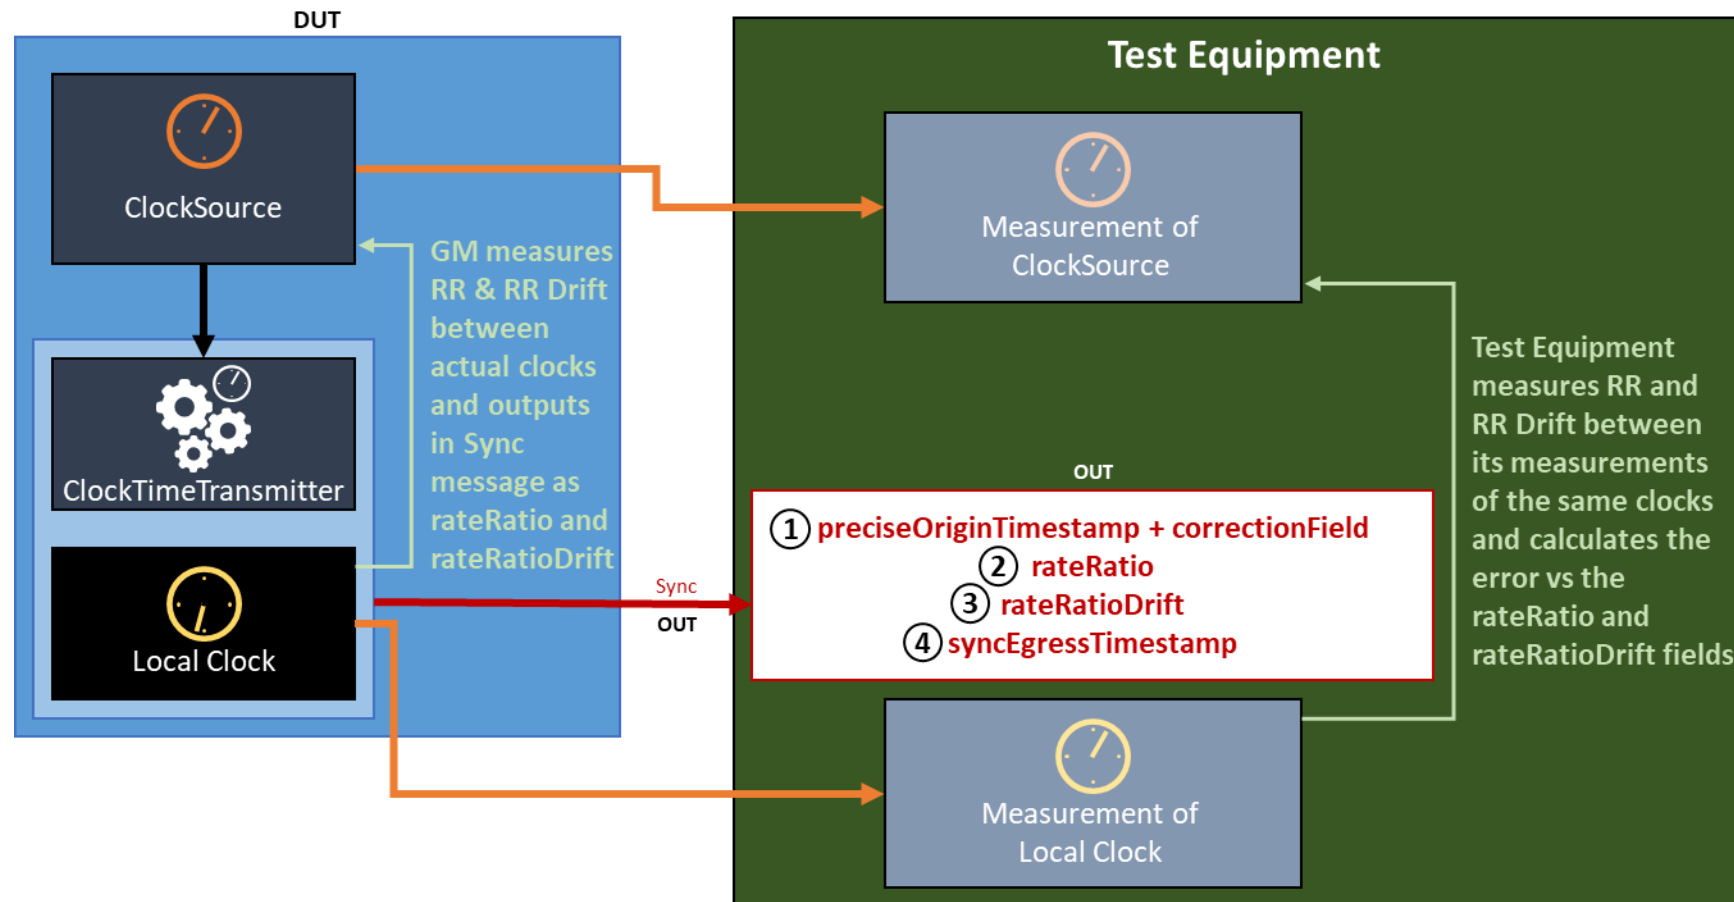 DUT
ClockSource
GM measures
RR & RR Drift
between
actual clocks
and outputs
in Sync
message as
rateRatio and
rateRatioDrift
ClockTimeTransmitter
Local Clock
Sync
OUT
Test Equipment
Measurement of
ClockSource
OUT
1 preciseOriginTimestamp + correctionField
2 rateRatio
3 rateRatioDrift
4 syncEgressTimestamp
Measurement of
Local Clock
Test Equipment
measures RR and
RR Drift between
its measurements
of the same clocks
and calculates the
error vs the
rateRatio and
rateRatioDrift fields